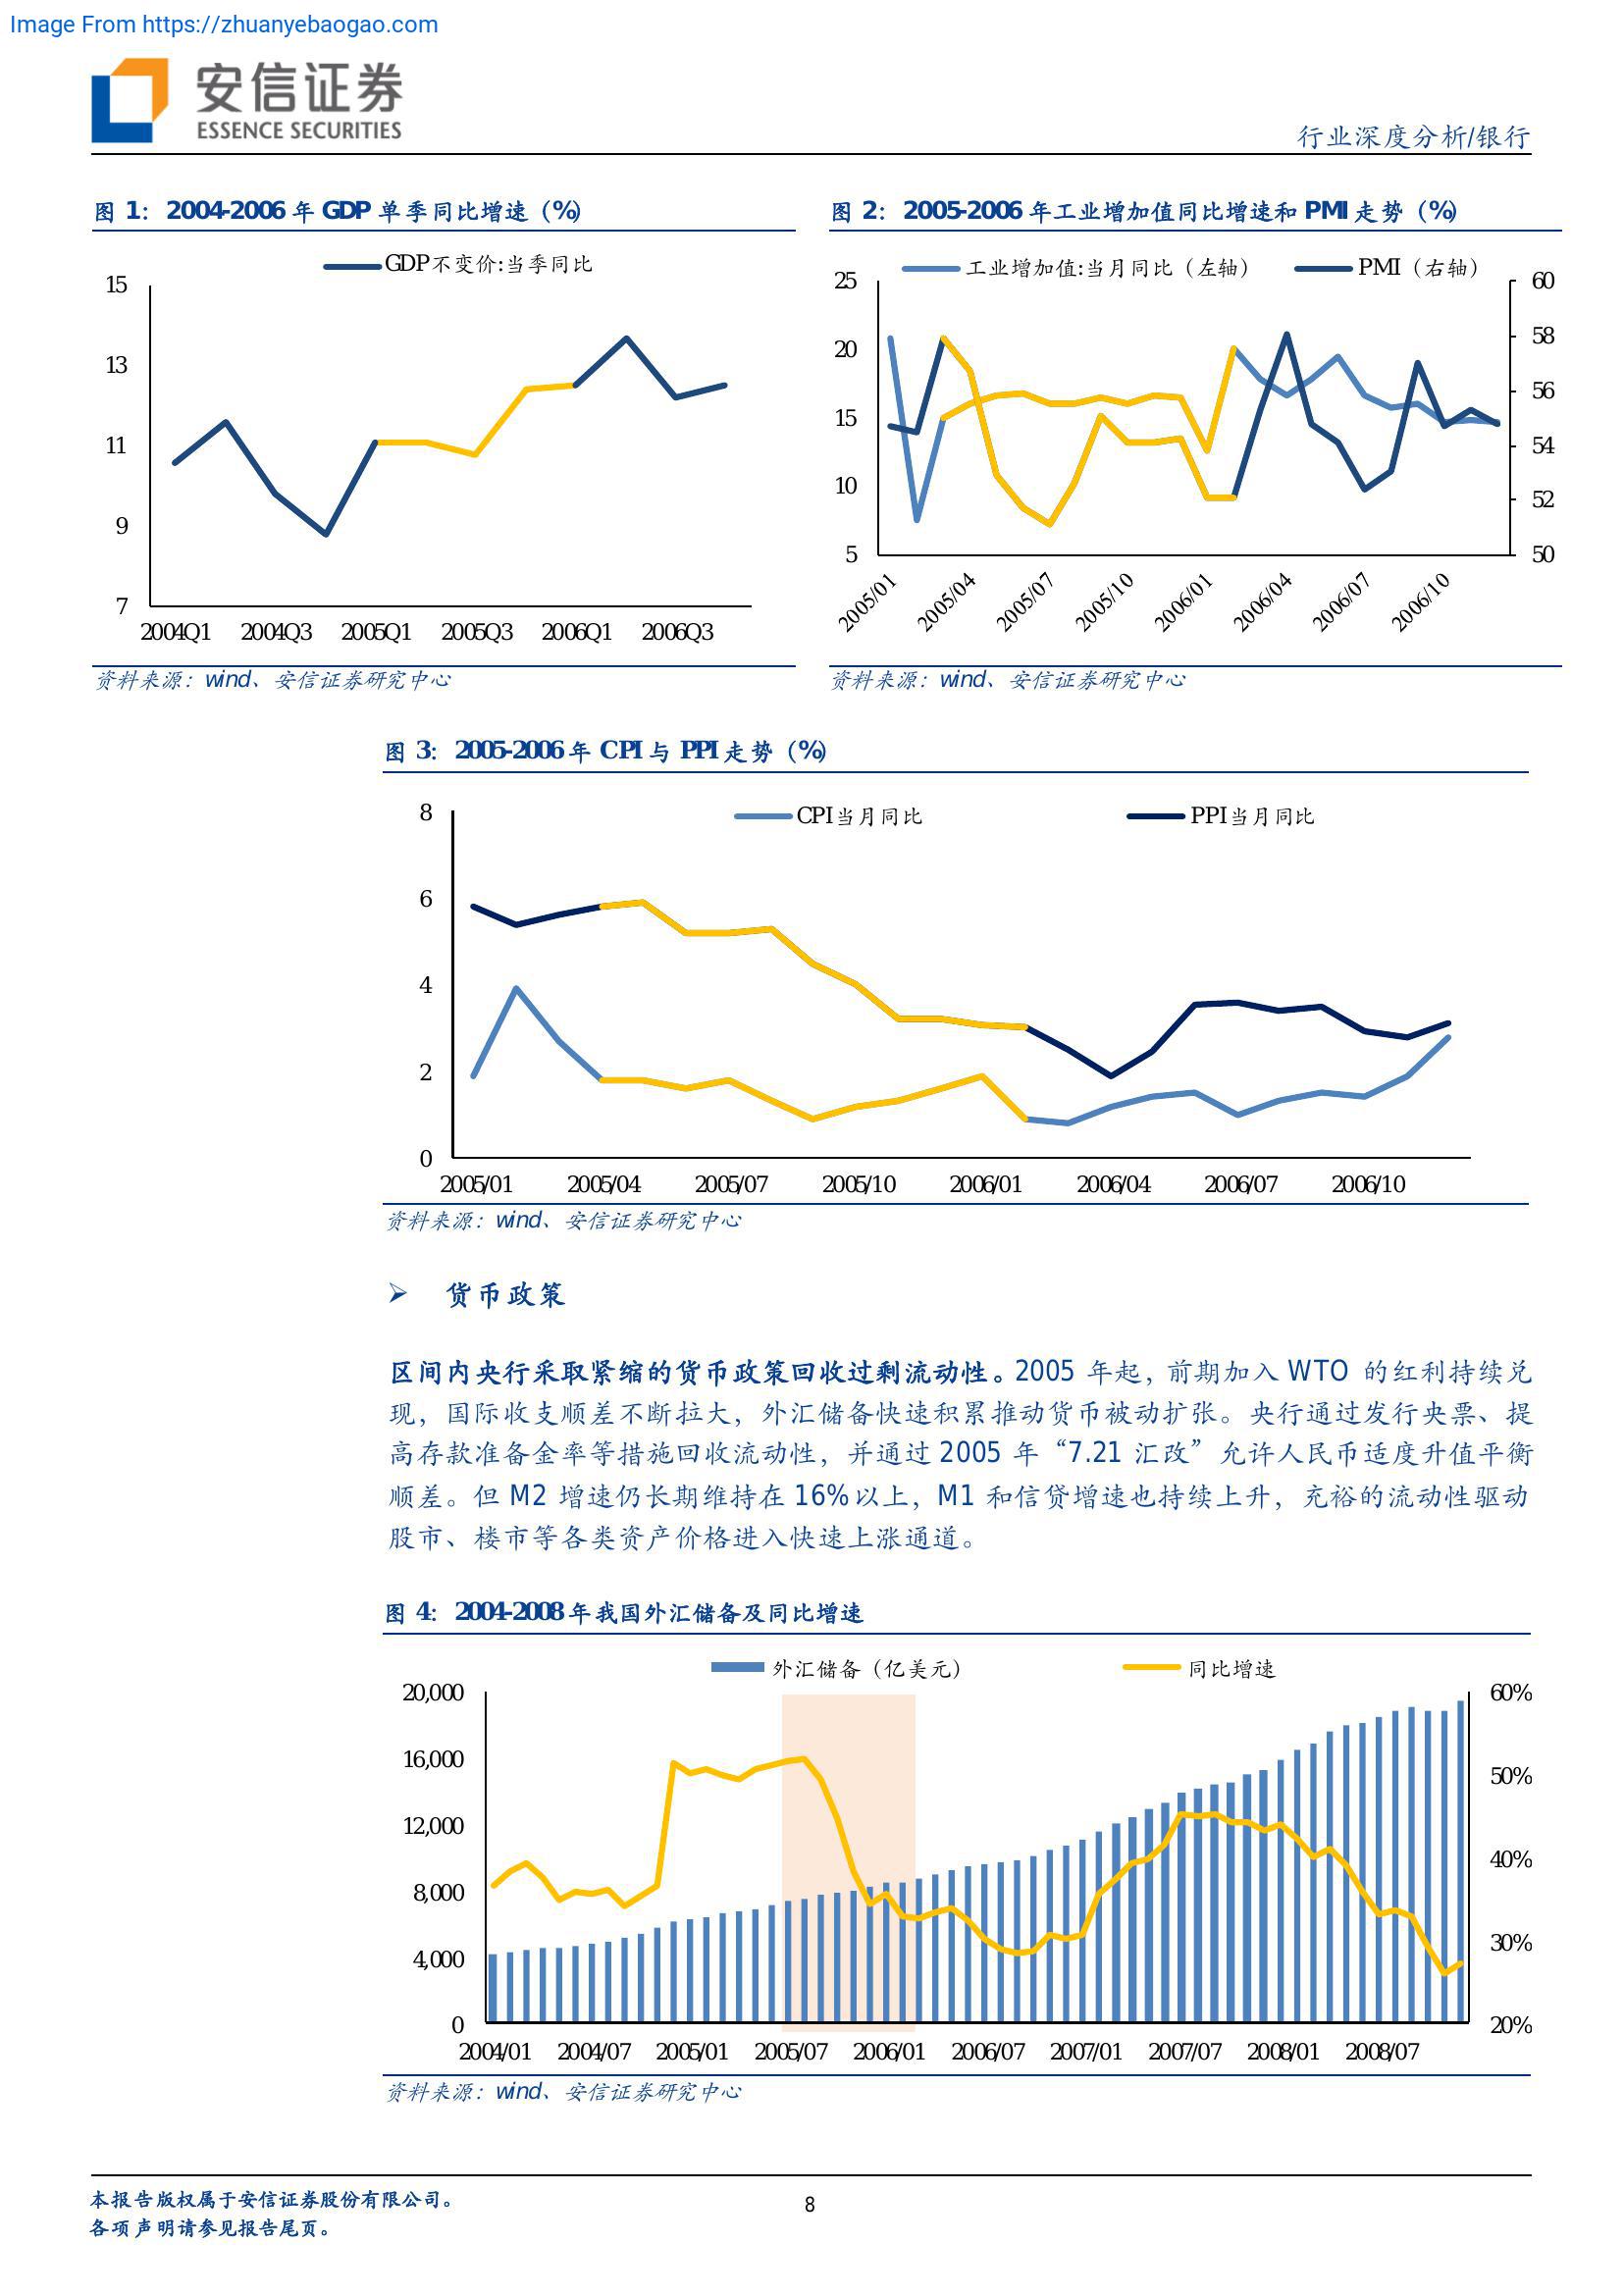 Image From https://zhuanyebaogao.com
安信证券
ESSENCE SECURITIES
行业深度分析/银行
图 1：2004-2006 年 GDP 单季同比增速（%）
GDP不变价:当季同比
15
13
11
9
7
2004Q1 2004Q3 2005Q1 2005Q3 2006Q1 2006Q3
资料来源：wind、安信证券研究中心
图 2：2005-2006 年工业增加值同比增速和 PMI 走势（%）
工业增加值:当月同比（左轴） PMI（右轴）
25 60
58
20
56
15
54
10
52
5 50
2005/01 2005/04 2005/07 2005/10 2006/01 2006/04 2006/07 2006/10
资料来源：wind、安信证券研究中心
图 3：2005-2006 年 CPI 与 PPI 走势（%）
CPI当月同比 PPI当月同比
8
6
4
2
0
2005/01 2005/04 2005/07 2005/10 2006/01 2006/04 2006/07 2006/10
资料来源：wind、安信证券研究中心
➢ 货币政策
区间内央行采取紧缩的货币政策回收过剩流动性。2005 年起，前期加入 WTO 的红利持续兑
现，国际收支顺差不断拉大，外汇储备快速积累推动货币被动扩张。央行通过发行央票、提
高存款准备金率等措施回收流动性，并通过 2005 年“7.21 汇改”允许人民币适度升值平衡
顺差。但 M2 增速仍长期维持在 16%以上，M1 和信贷增速也持续上升，充裕的流动性驱动
股市、楼市等各类资产价格进入快速上涨通道。
图 4：2004-2008 年我国外汇储备及同比增速
外汇储备（亿美元） 同比增速
20,000 60%
16,000 50%
12,000 40%
8,000
4,000 30%
0 20%
2004/01 2004/07 2005/01 2005/07 2006/01 2006/07 2007/01 2007/07 2008/01 2008/07
资料来源：wind、安信证券研究中心
本报告版权属于安信证券股份有限公司。
8
各项声明请参见报告尾页。